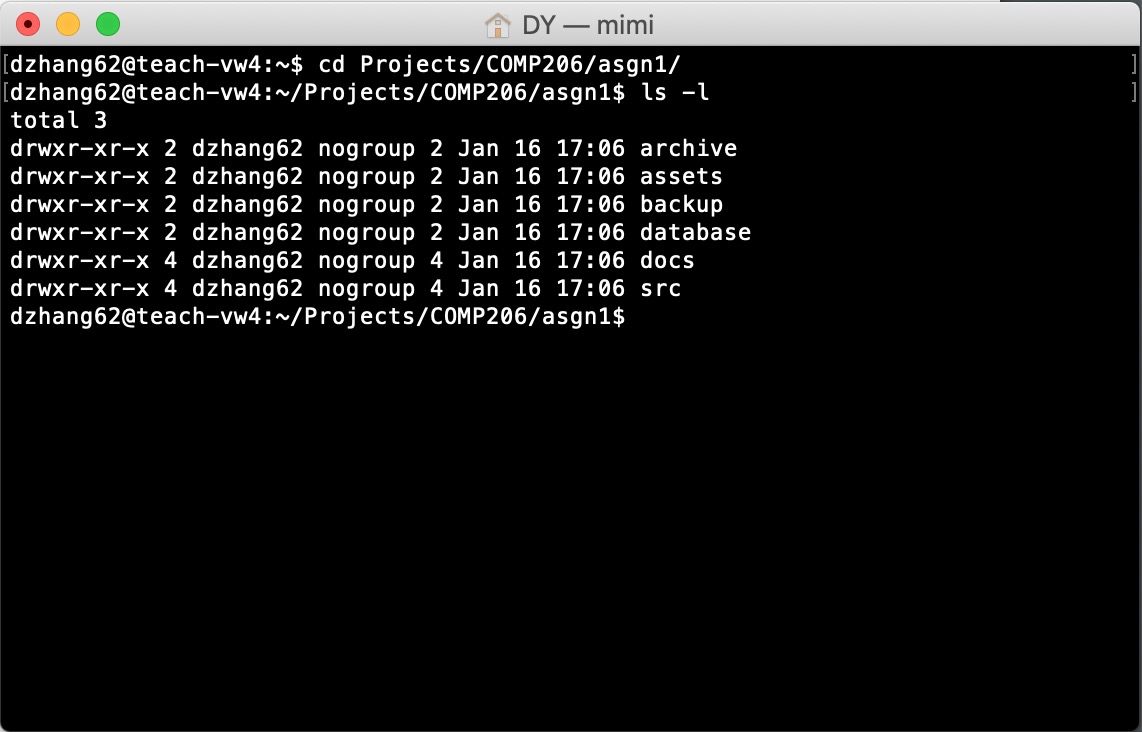 DY — mimi
[dzhang62@teach-vw4:~$ cd Projects/COMP206/asgn1/ ]
[dzhang62@teach-vw4:~/Projects/COMP206/asgn1$ ls -l ]
total 3
drwxr-xr-x 2 dzhang62 nogroup 2 Jan 16 17:06 archive
drwxr-xr-x 2 dzhang62 nogroup 2 Jan 16 17:06 assets
drwxr-xr-x 2 dzhang62 nogroup 2 Jan 16 17:06 backup
drwxr-xr-x 2 dzhang62 nogroup 2 Jan 16 17:06 database
drwxr-xr-x 4 dzhang62 nogroup 4 Jan 16 17:06 docs
drwxr-xr-x 4 dzhang62 nogroup 4 Jan 16 17:06 src
dzhang62@teach-vw4:~/Projects/COMP206/asgn1$